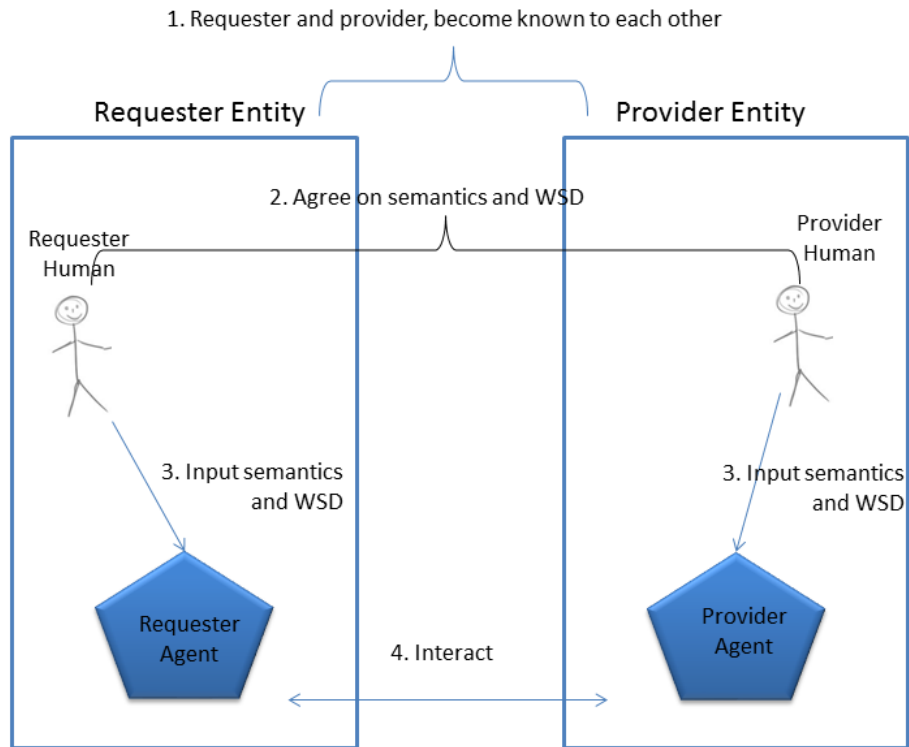 1. Requester and provider, become known to each other
Requester Entity
Provider Entity
2. Agree on semantics and WSD
Requester
Human
Provider
Human
3. Input semantics
and WSD
3. Input semantics
and WSD
Requester
Agent
Provider
Agent
4. Interact